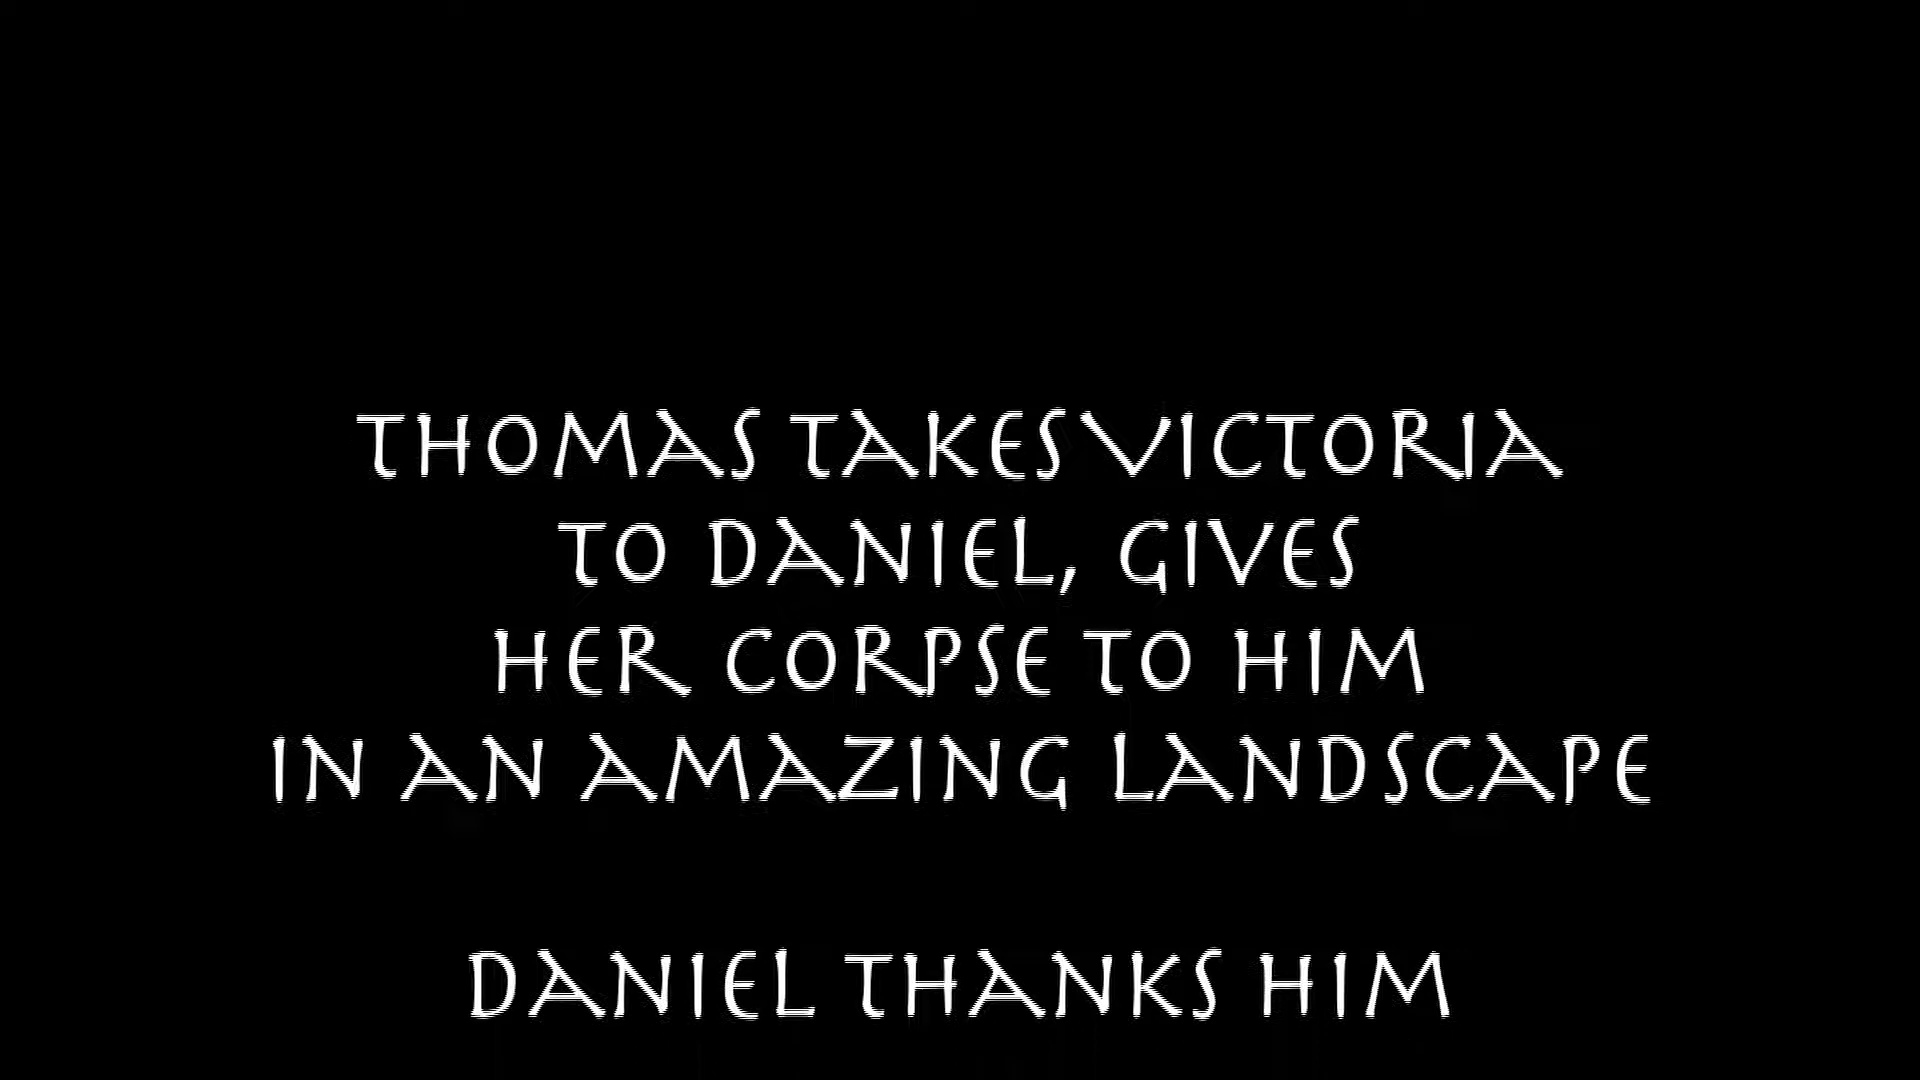 THOMAS TAKES VICTORIA
TO DANIEL, GIVES
HER CORPSE TO HIM
IN AN AMAZING LANDSCAPE
DANIEL THANKS HIM